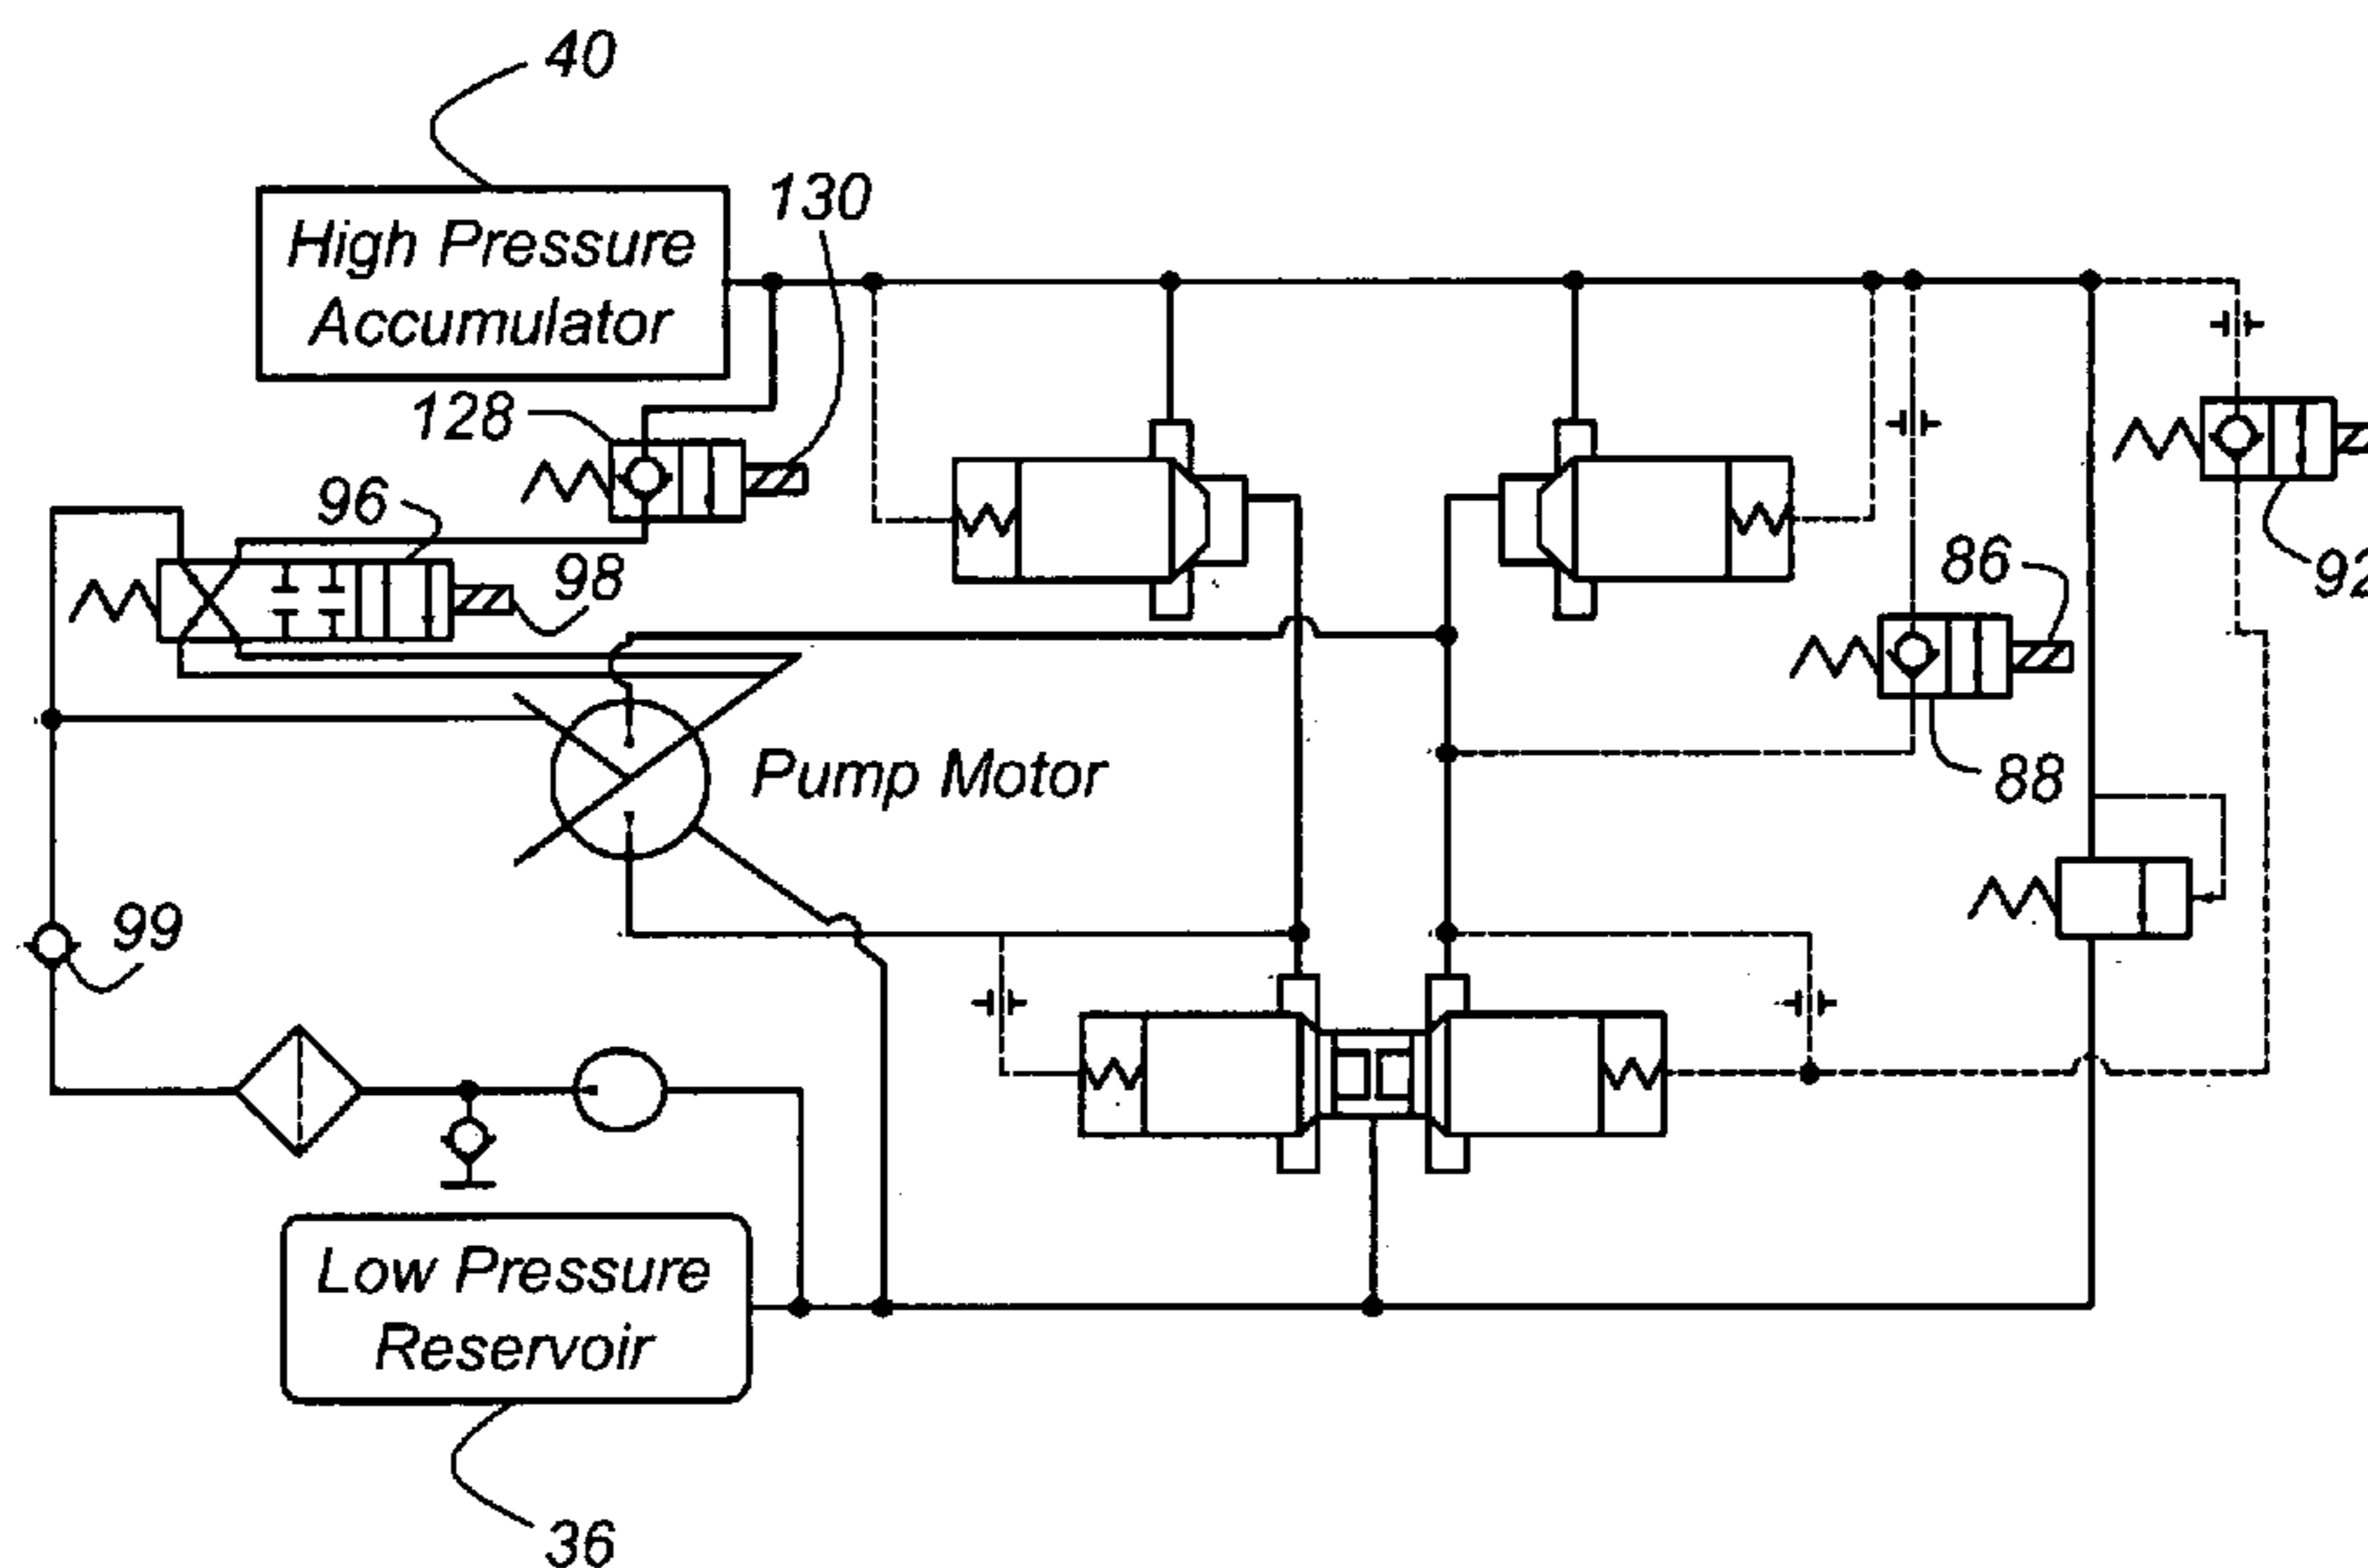 40
High Pressure
Accumulator
130
128
96
98
86
92
88
Pump Motor
99
Low Pressure
Reservoir
36